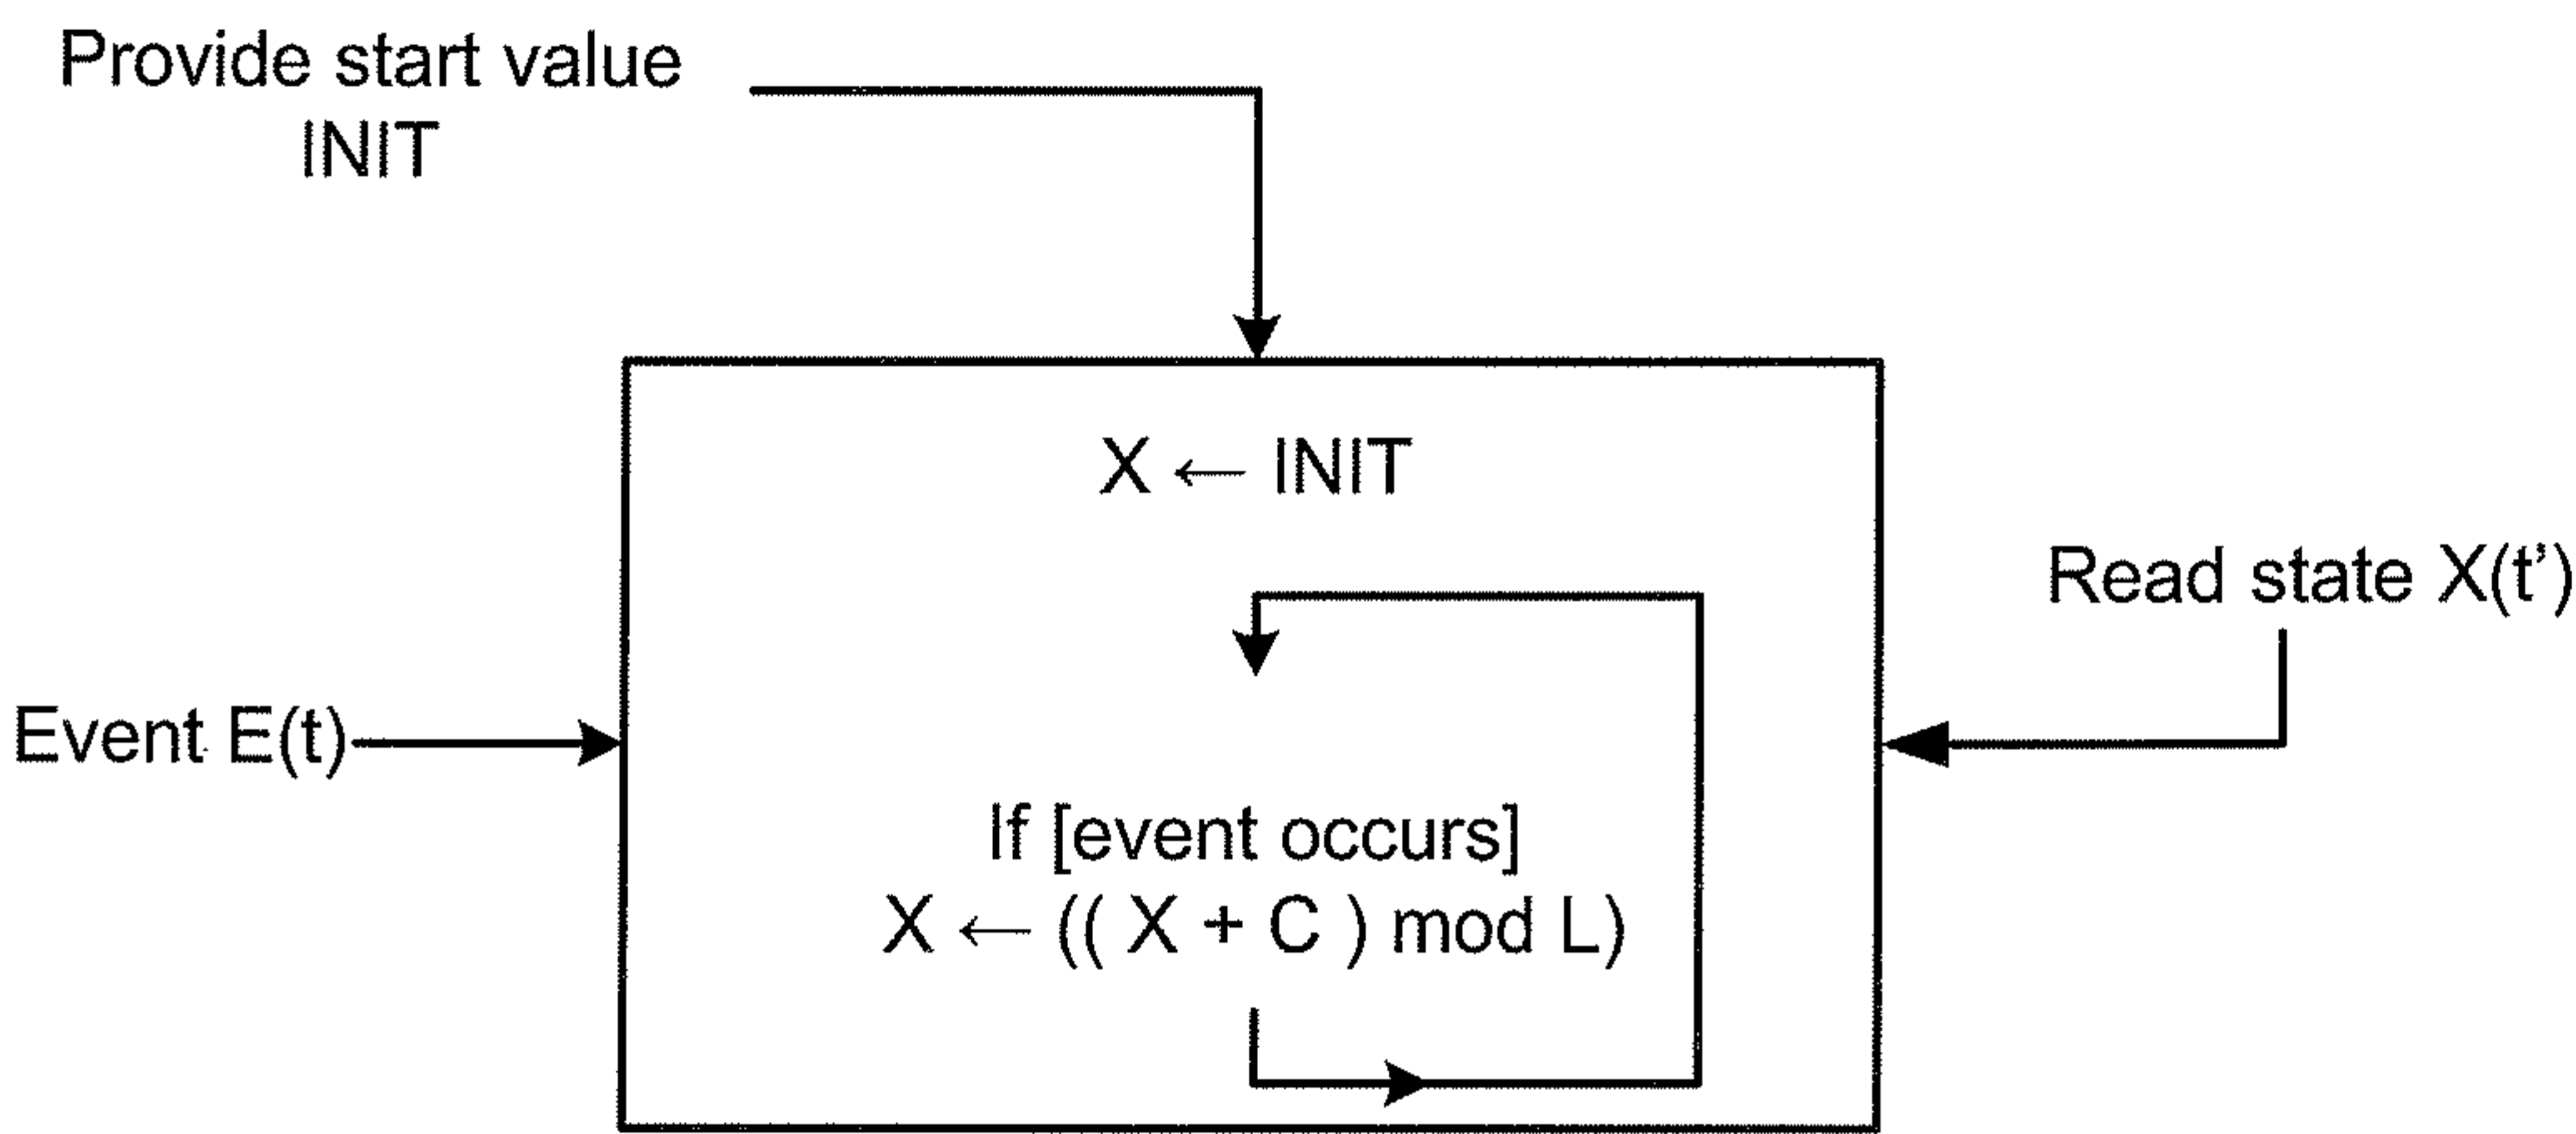 Provide start value
INIT
X ← INIT
Read state X(t’)
Event E(t)
If [event occurs]
X ← (( X + C ) mod L)